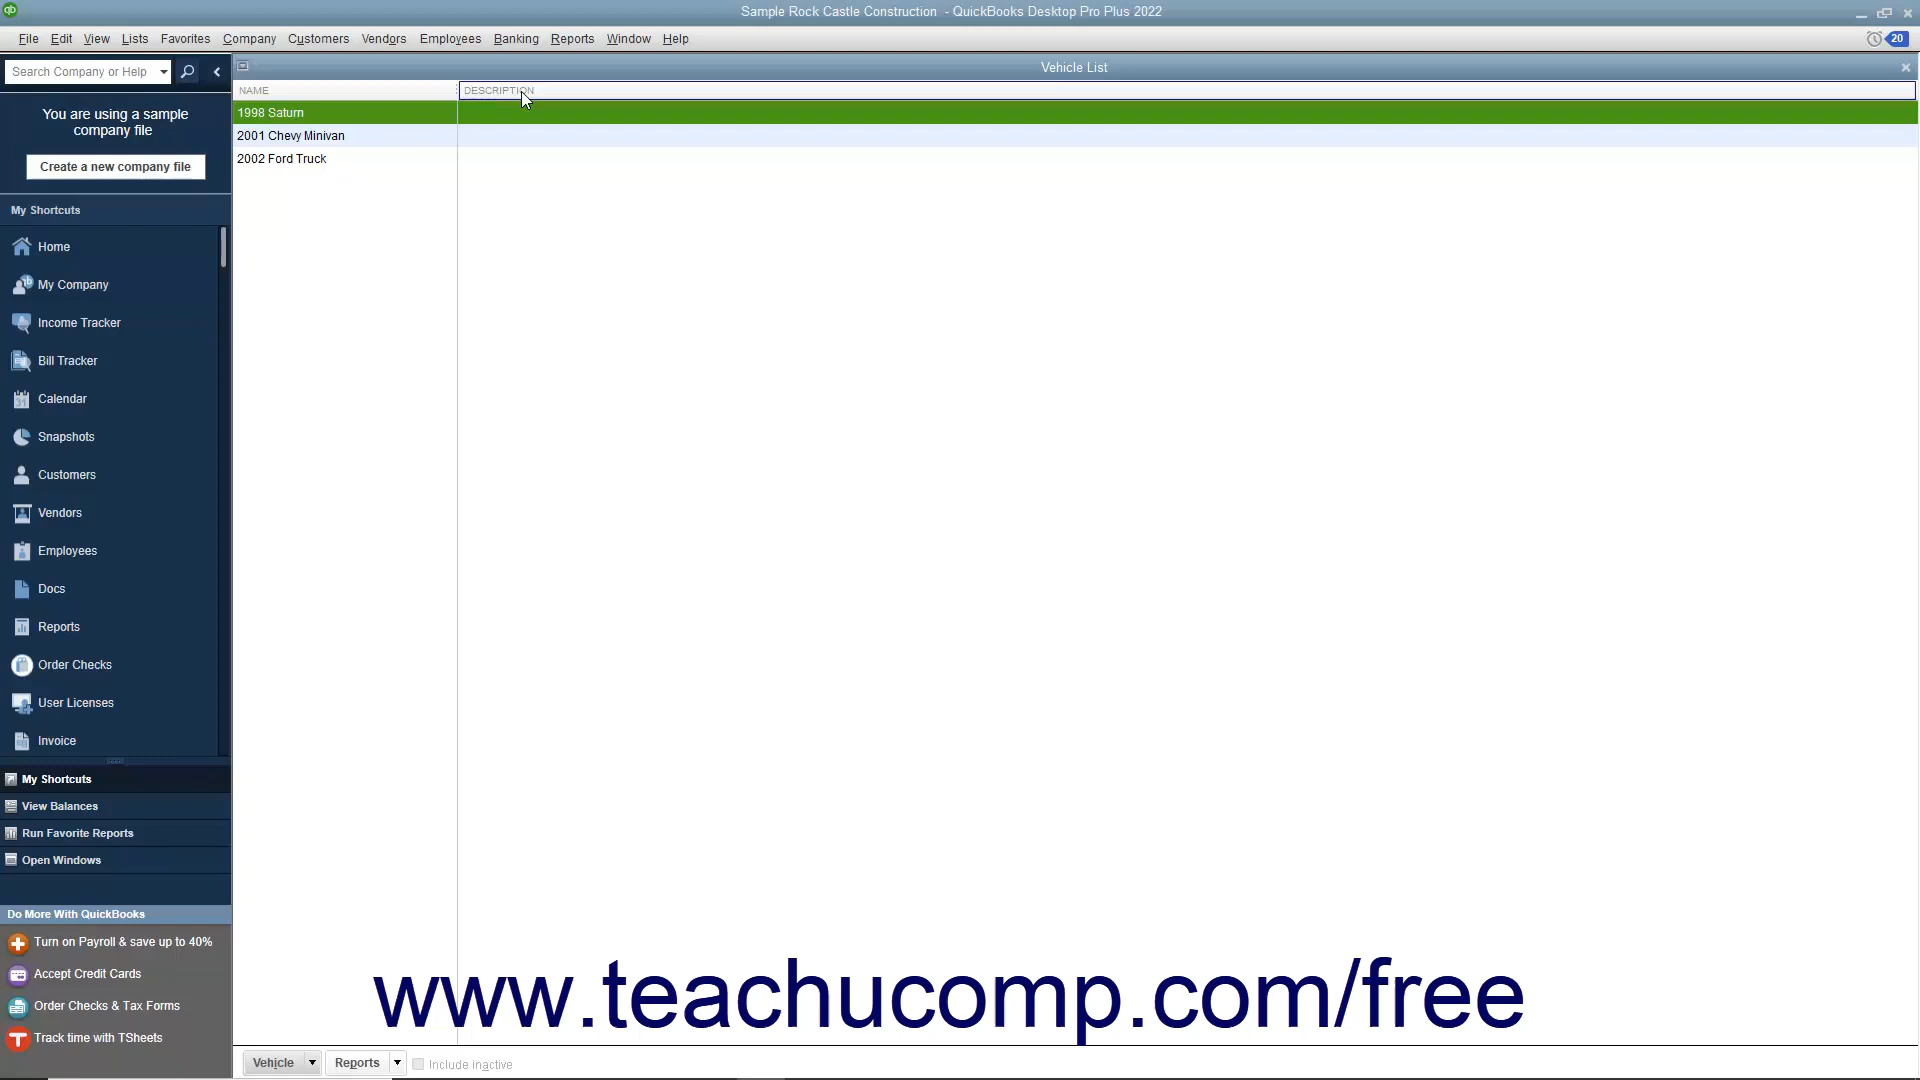 qb
Sample Rock Castle Construction - QuickBooks Desktop Pro Plus 2022
File Edit View Lists Favorites Company Customers Vendors Employees Banking Reports Window Help
20
Search Company or Help
Vehicle List
NAME
DESCRIPTION
1998 Saturn
2001 Chevy Minivan
2002 Ford Truck
You are using a sample
company file
Create a new company file
My Shortcuts
Home
My Company
Income Tracker
Bill Tracker
31
Calendar
Snapshots
Customers
Vendors
Employees
Docs
Reports
Order Checks
User Licenses
Invoice
My Shortcuts
View Balances
Run Favorite Reports
Open Windows
Do More With QuickBooks
Turn on Payroll & save up to 40%
Accept Credit Cards
Order Checks & Tax Forms
Track time with TSheets
www.teachucomp.com/free
Vehicle
Reports
Include inactive